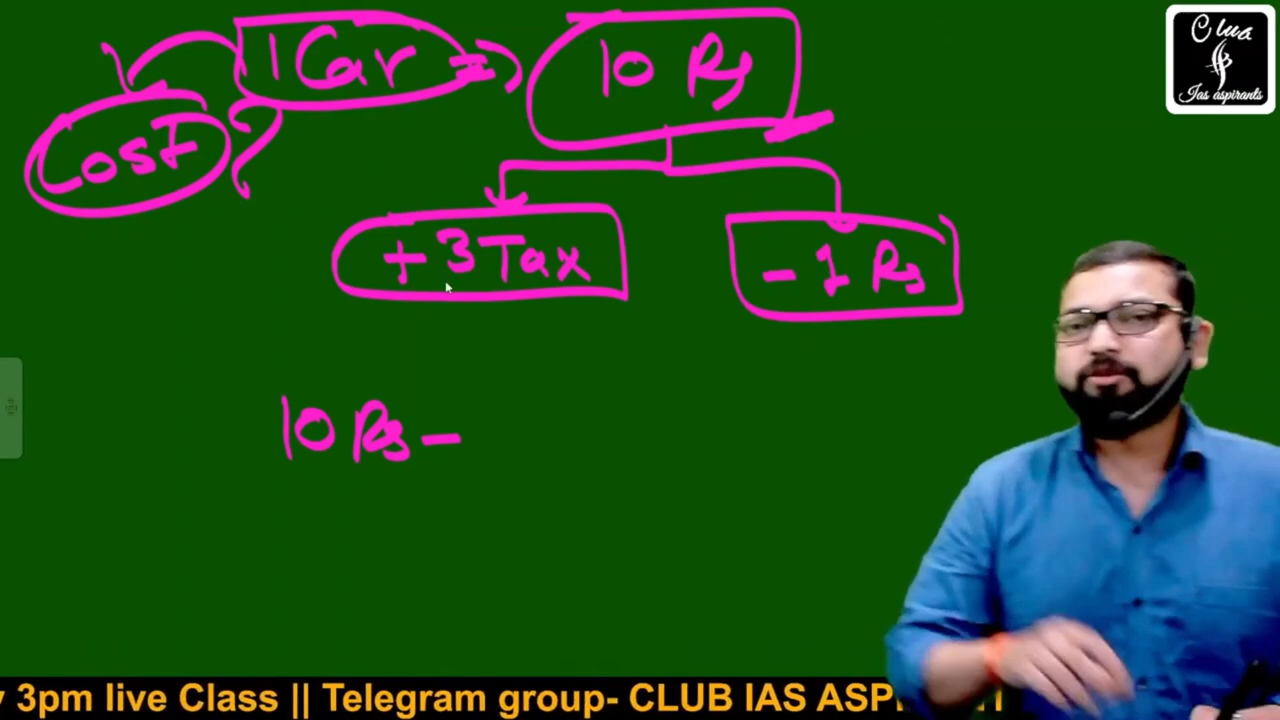 1 Car => 10 Rs
Cost
+ 3 Tax
- 1 Rs
10 Rs -
Club
Ias aspirants
3pm live Class || Telegram group- CLUB IAS ASP